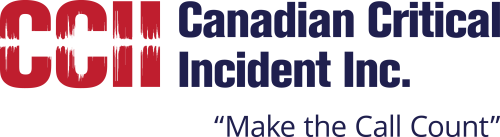 CCII
Canadian Critical
Incident Inc.
“Make the Call Count”